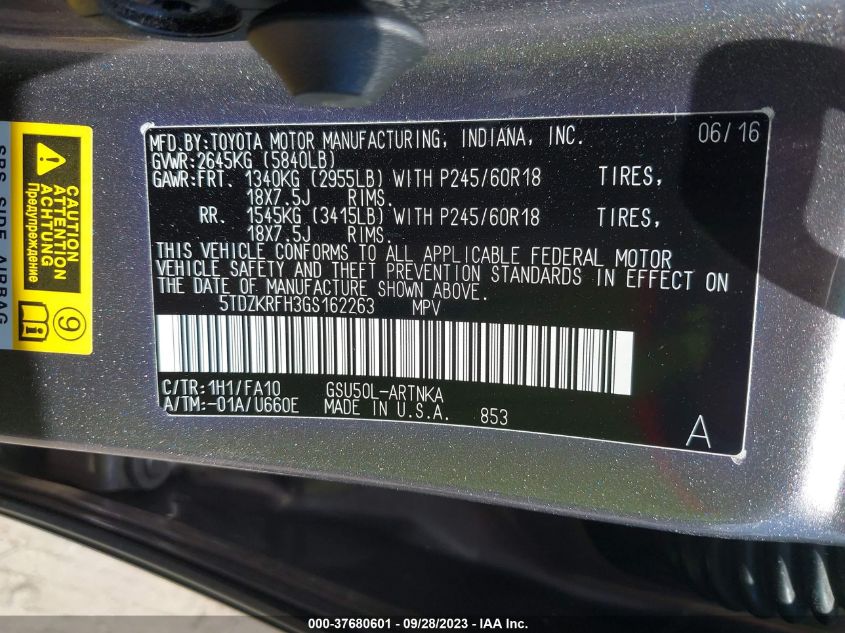 MFD.BY:TOYOTA MOTOR MANUFACTURING, INDIANA, INC. 06/16
GVWR:2645KG (5840LB)
GAWR:FRT. 1340KG (2955LB) WITH P245/60R18 TIRES,
18X7.5J RIMS.
RR. 1545KG (3415LB) WITH P245/60R18 TIRES,
18X7.5J RIMS.
THIS VEHICLE CONFORMS TO ALL APPLICABLE FEDERAL MOTOR
VEHICLE SAFETY AND THEFT PREVENTION STANDARDS IN EFFECT ON
THE DATE OF MANUFACTURE SHOWN ABOVE.
5TDZKRFH3GS162263 MPV
C/TR:1H1/FA10 GSU50L-ARTNKA
A/TM:-01A/U660E MADE IN U.S.A. 853
A
CAUTION
ATTENTION
ACHTUNG
Предупреждение
9
SRS SIDE AIRBAG
000-37680601 - 09/28/2023 - IAA Inc.